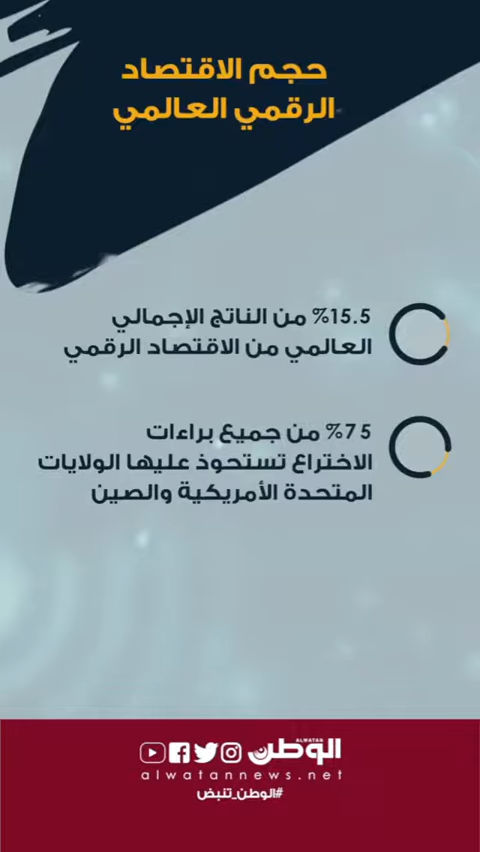 حجم الاقتصاد
الرقمي العالمي
15.5% من الناتج الإجمالي
العالمي من الاقتصاد الرقمي
75% من جميع براءات
الاختراع تستحوذ عليها الولايات
المتحدة الأمريكية والصين
الوطن
ALWATAN
alwatannews.net
#الوطن_تنبض